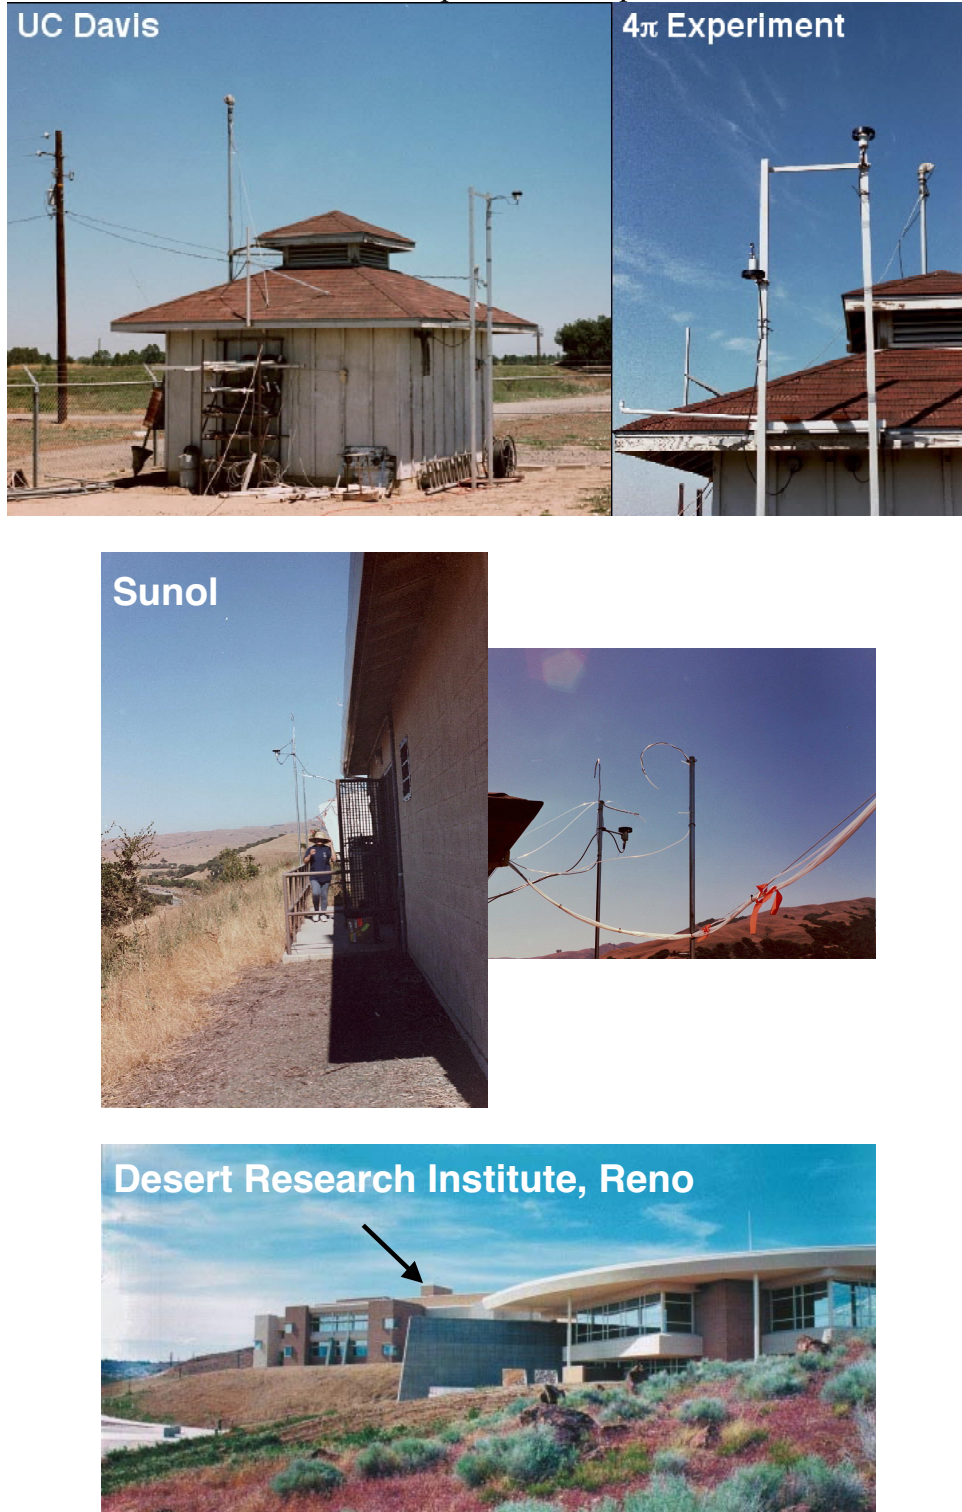 UC Davis
4π Experiment
Sunol
Desert Research Institute, Reno